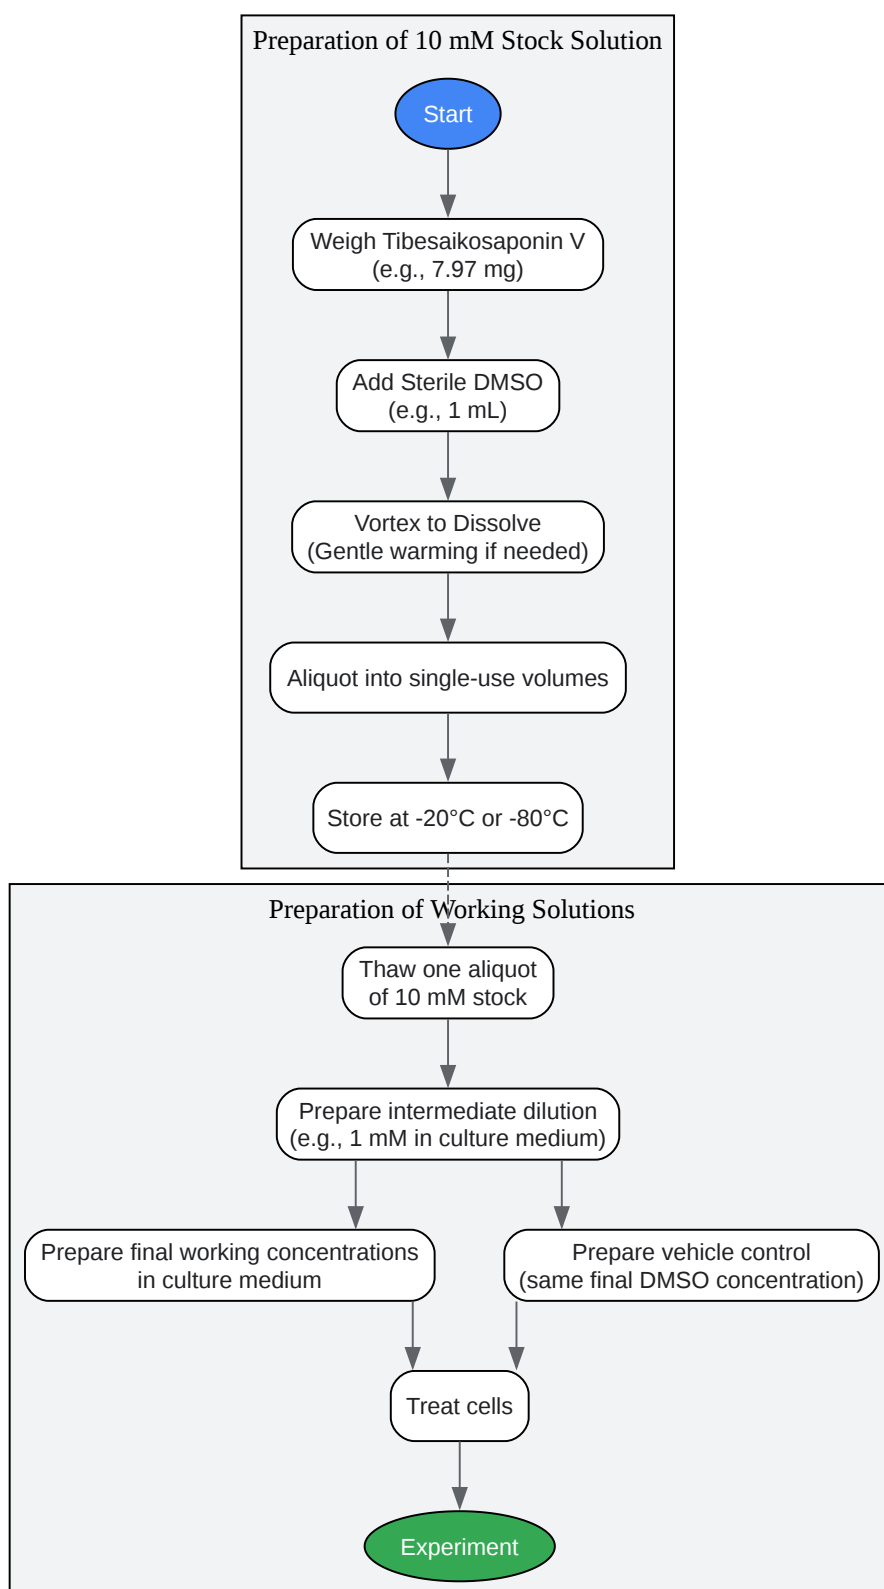 Preparation of 10 mM Stock Solution
Start
Weigh Tibesaikosaponin V
(e.g., 7.97 mg)
Add Sterile DMSO
(e.g., 1 mL)
Vortex to Dissolve
(Gentle warming if needed)
Aliquot into single-use volumes
Store at -20°C or -80°C
Preparation of Working Solutions
Thaw one aliquot
of 10 mM stock
Prepare intermediate dilution
(e.g., 1 mM in culture medium)
Prepare final working concentrations
in culture medium
Prepare vehicle control
(same final DMSO concentration)
Treat cells
Experiment